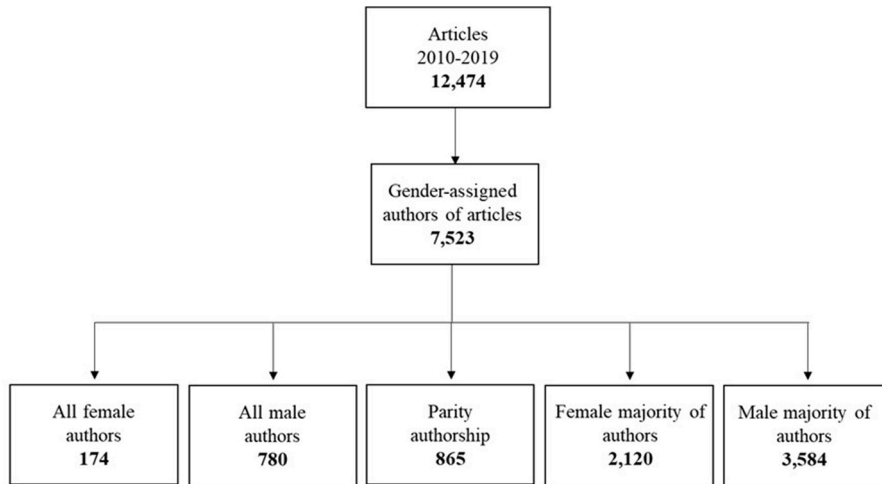 Articles
2010-2019
12,474
Gender-assigned
authors of articles
7,523
All female
authors
174
All male
authors
780
Parity
authorship
865
Female majority of
authors
2,120
Male majority of
authors
3,584